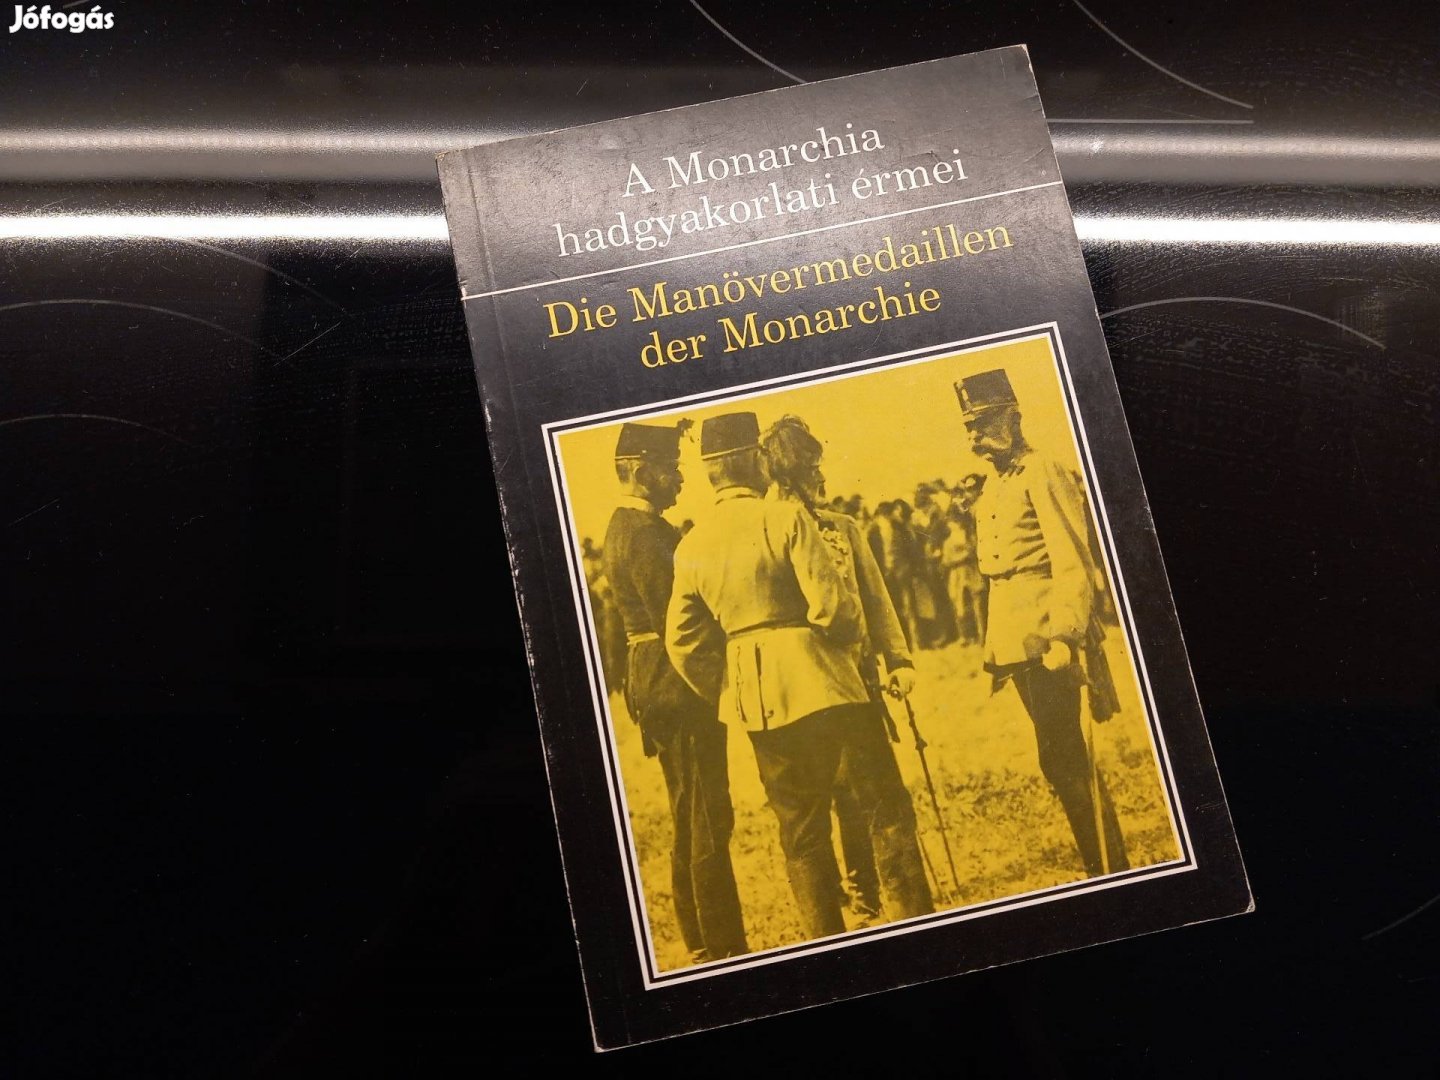 Jófogás
A Monarchia
hadgyakorlati érmei
Die Manövermedaillen
der Monarchie